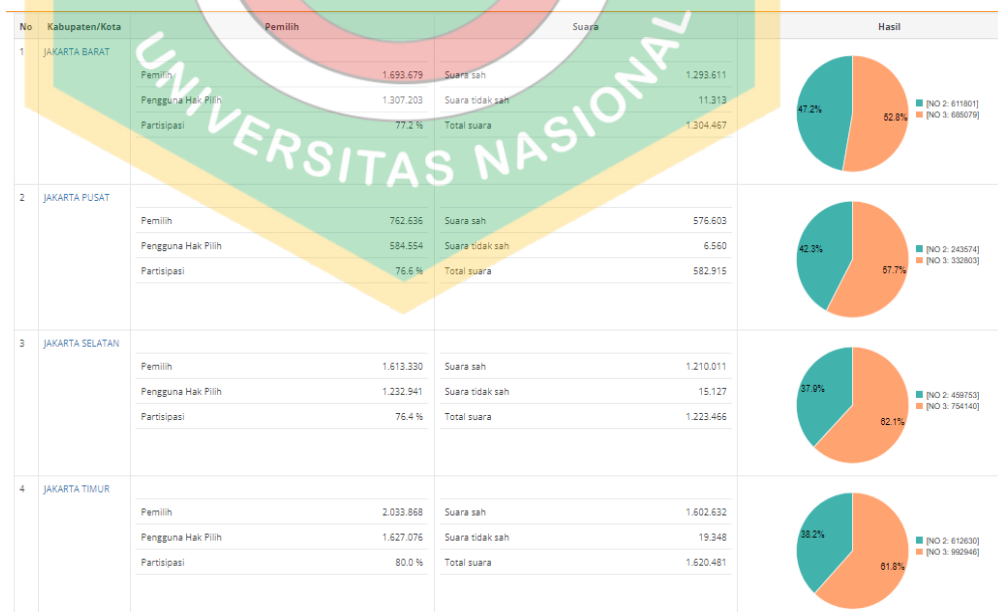 No Kabupaten/Kota Pemilih Suara Hasil
1 JAKARTA BARAT
Pemilih 1.693.679 Suara sah 1.293.611
Pengguna Hak Pilih 1.307.203 Suara tidak sah 11.313
Partisipasi 77.2 % Total suara 1.304.467
47.2% 52.8%
[NO 2: 611801]
[NO 3: 685079]
2 JAKARTA PUSAT
Pemilih 762.636 Suara sah 576.603
Pengguna Hak Pilih 584.554 Suara tidak sah 6.560
Partisipasi 76.6 % Total suara 582.915
42.3% 57.7%
[NO 2: 243574]
[NO 3: 332803]
3 JAKARTA SELATAN
Pemilih 1.613.330 Suara sah 1.210.011
Pengguna Hak Pilih 1.232.941 Suara tidak sah 15.127
Partisipasi 76.4 % Total suara 1.223.466
37.9% 62.1%
[NO 2: 459753]
[NO 3: 754140]
4 JAKARTA TIMUR
Pemilih 2.033.868 Suara sah 1.602.632
Pengguna Hak Pilih 1.627.076 Suara tidak sah 19.348
Partisipasi 80.0 % Total suara 1.620.481
38.2% 61.8%
[NO 2: 612630]
[NO 3: 992946]
UNIVERSITAS NASIONAL